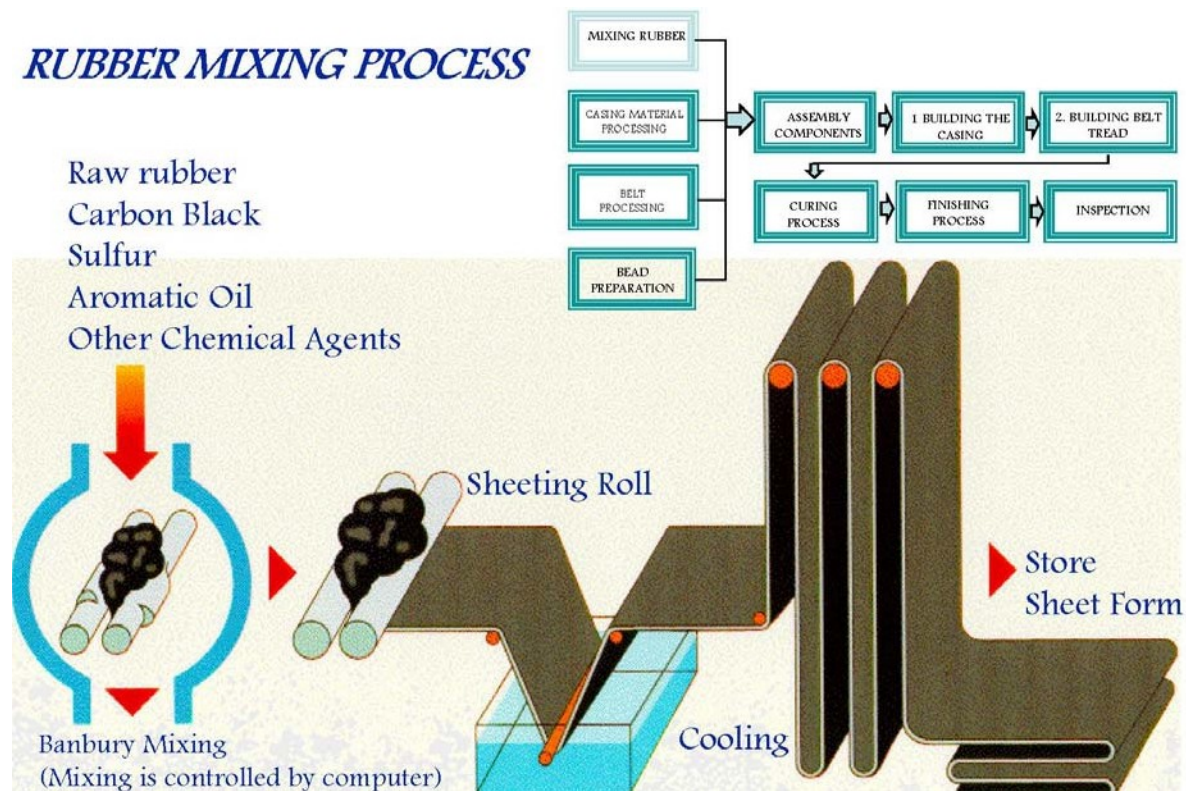 RUBBER MIXING PROCESS
MIXING RUBBER
CASING MATERIAL
PROCESSING
BELT
PROCESSING
BEAD
PREPARATION
ASSEMBLY
COMPONENTS
1 BUILDING THE
CASING
2. BUILDING BELT
TREAD
CURING
PROCESS
FINISHING
PROCESS
INSPECTION
Raw rubber
Carbon Black
Sulfur
Aromatic Oil
Other Chemical Agents
Sheeting Roll
Store
Sheet Form
Cooling
Banbury Mixing
(Mixing is controlled by computer)